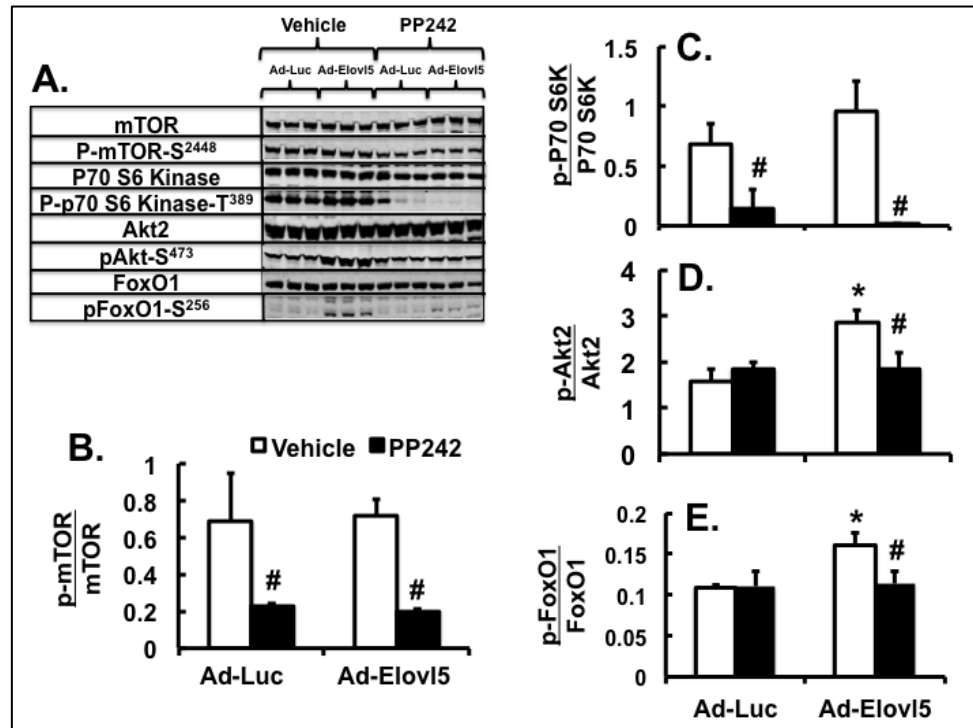 Vehicle PP242
Ad-Luc Ad-Elovl5 Ad-Luc Ad-Elovl5
A.
mTOR
P-mTOR-S²⁴⁴⁸
P70 S6 Kinase
P-p70 S6 Kinase-T³⁸⁹
Akt2
pAkt-S⁴⁷³
FoxO1
pFoxO1-S²⁵⁶
B.
Vehicle PP242
p-mTOR
mTOR
1
0.8
0.6
0.4
0.2
0
# #
Ad-Luc Ad-Elovl5
C.
p-P70 S6K
P70 S6K
1.5
1
0.5
0
# #
D.
p-Akt2
Akt2
4
3
2
1
0
* #
E.
p-FoxO1
FoxO1
0.2
0.15
0.1
0.05
0
* #
Ad-Luc Ad-Elovl5